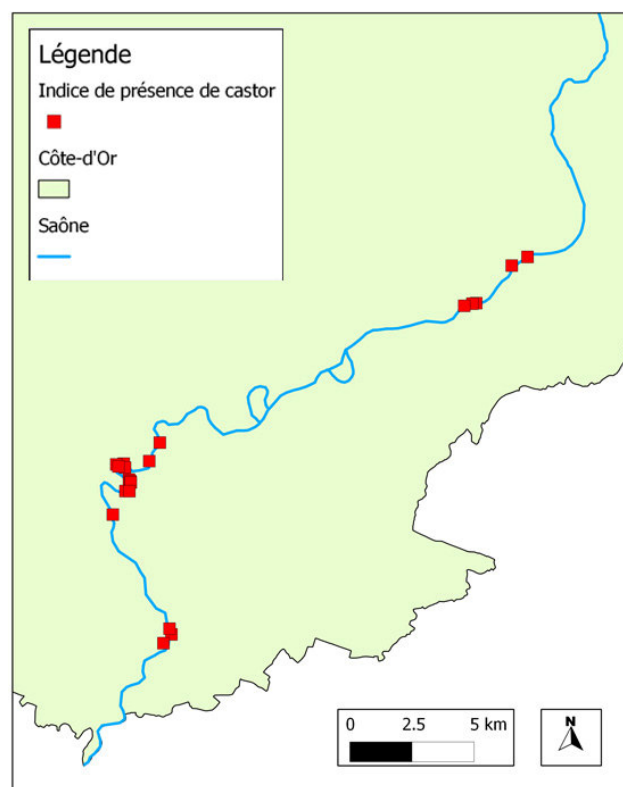 Légende
Indice de présence de castor
Côte-d'Or
Saône
0 2.5 5 km
N